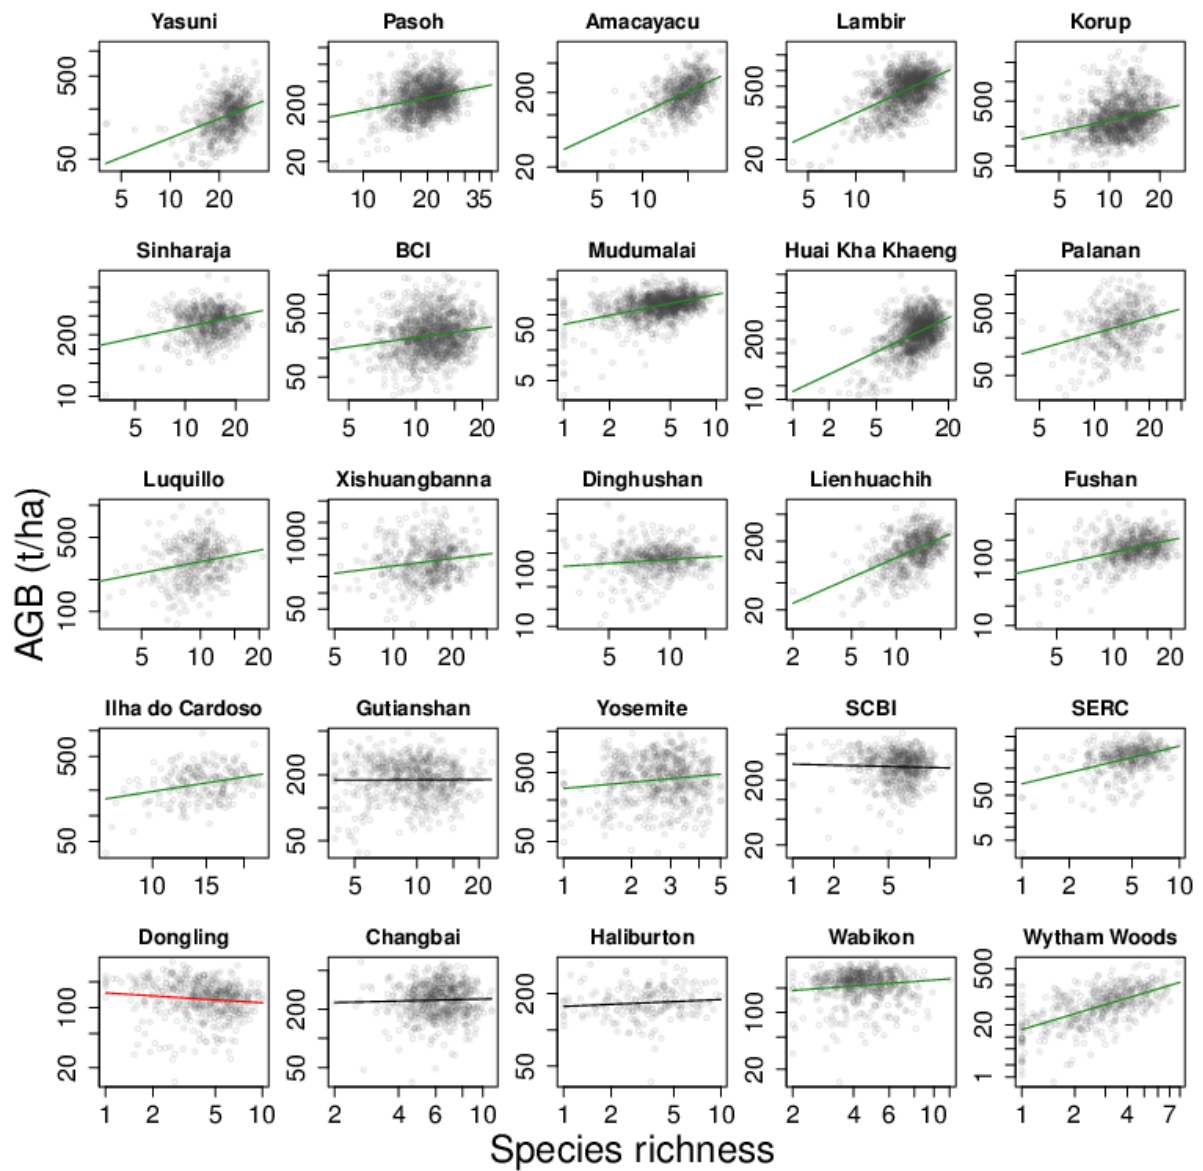 Yasuni Pasoh Amacayacu Lambir Korup
500 200 200 500 500
50 20 20 20 50
5 10 20 10 20 35 5 10 5 10 5 10 20
Sinharaja BCI Mudumalai Huai Kha Khaeng Palanan
200 500 50 200 500
10 50 5 10 50
5 10 20 5 10 20 1 2 5 10 1 2 5 20 5 10 20
Luquillo Xishuangbanna Dinghushan Lienhuachih Fushan
500 1000 100 200 100
100 50 10 20 10
5 10 20 5 10 20 5 10 2 5 10 5 10 20
AGB (t/ha)
Ilha do Cardoso Gutianshan Yosemite SCBI SERC
500 200 500 200 50
50 50 50 20 5
10 15 5 10 20 1 2 3 5 1 2 5 1 2 5 10
Dongling Changbai Haliburton Wabikon Wytham Woods
100 200 200 100 500
20 50 50 20 20
1
1 2 5 10 2 4 6 10 1 2 5 10 2 4 6 10 1 2 4 7
Species richness